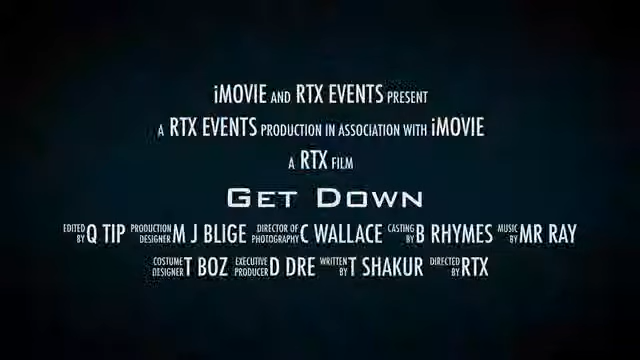 iMOVIE AND RTX EVENTS PRESENT
A RTX EVENTS PRODUCTION IN ASSOCIATION WITH iMOVIE
A RTX FILM
GET DOWN
EDITED BY Q TIP PRODUCTION DESIGNER M J BLIGE DIRECTOR OF PHOTOGRAPHY C WALLACE CASTING BY B RHYMES MUSIC BY MR RAY
COSTUME DESIGNER T BOZ EXECUTIVE PRODUCER D DRE WRITTEN BY T SHAKUR DIRECTED BY RTX